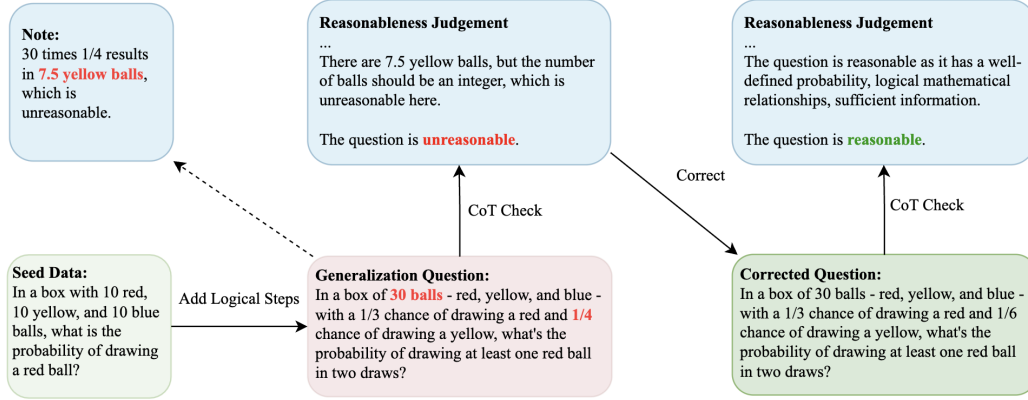 Note:
30 times 1/4 results
in 7.5 yellow balls,
which is
unreasonable.
Reasonableness Judgement
...
There are 7.5 yellow balls, but the number
of balls should be an integer, which is
unreasonable here.
The question is unreasonable.
Reasonableness Judgement
...
The question is reasonable as it has a well-
defined probability, logical mathematical
relationships, sufficient information.
The question is reasonable.
Correct
CoT Check
CoT Check
Seed Data:
In a box with 10 red,
10 yellow, and 10 blue
balls, what is the
probability of drawing
a red ball?
Add Logical Steps
Generalization Question:
In a box of 30 balls - red, yellow, and blue -
with a 1/3 chance of drawing a red and 1/4
chance of drawing a yellow, what's the
probability of drawing at least one red ball
in two draws?
Corrected Question:
In a box of 30 balls - red, yellow, and blue -
with a 1/3 chance of drawing a red and 1/6
chance of drawing a yellow, what's the
probability of drawing at least one red ball
in two draws?